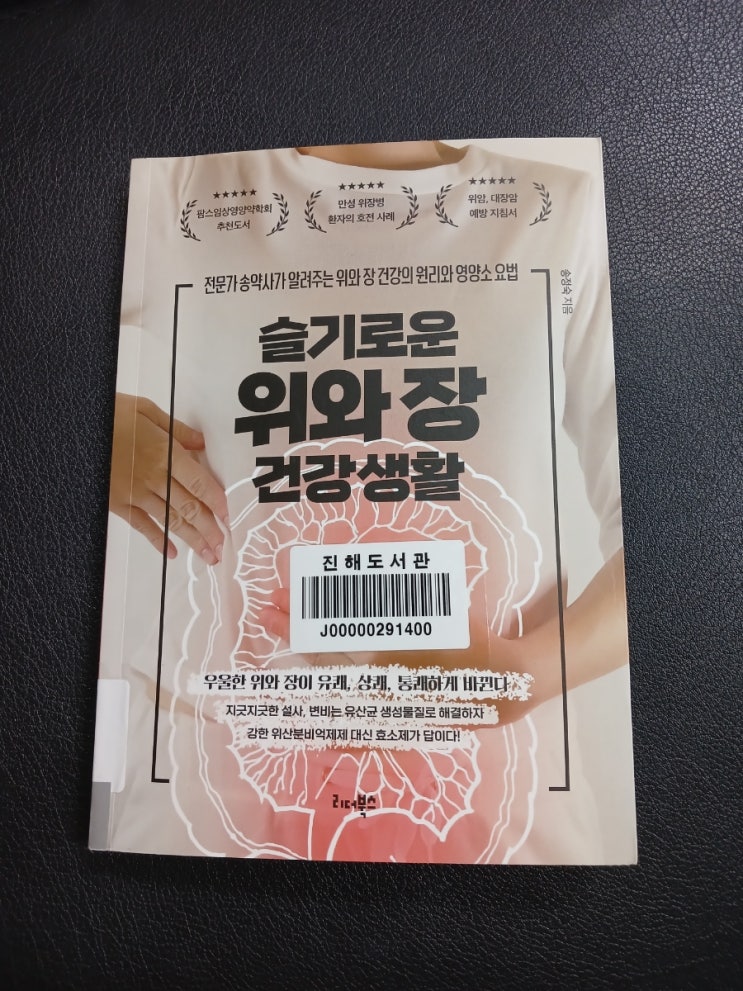 팜스임상영양약학회
추천도서
만성 위장병
환자의 호전 사례
위암, 대장암
예방 지침서
전문가 송약사가 알려주는 위와 장 건강의 원리와 영양소 요법
송정숙 지음
슬기로운
위와 장
건강생활
진해도서관
J00000291400
우울한 위와 장이 유쾌, 상쾌, 통쾌하게 바뀐다
지긋지긋한 설사, 변비는 유산균 생성물질로 해결하자
강한 위산분비억제제 대신 효소제가 답이다!
리더북스